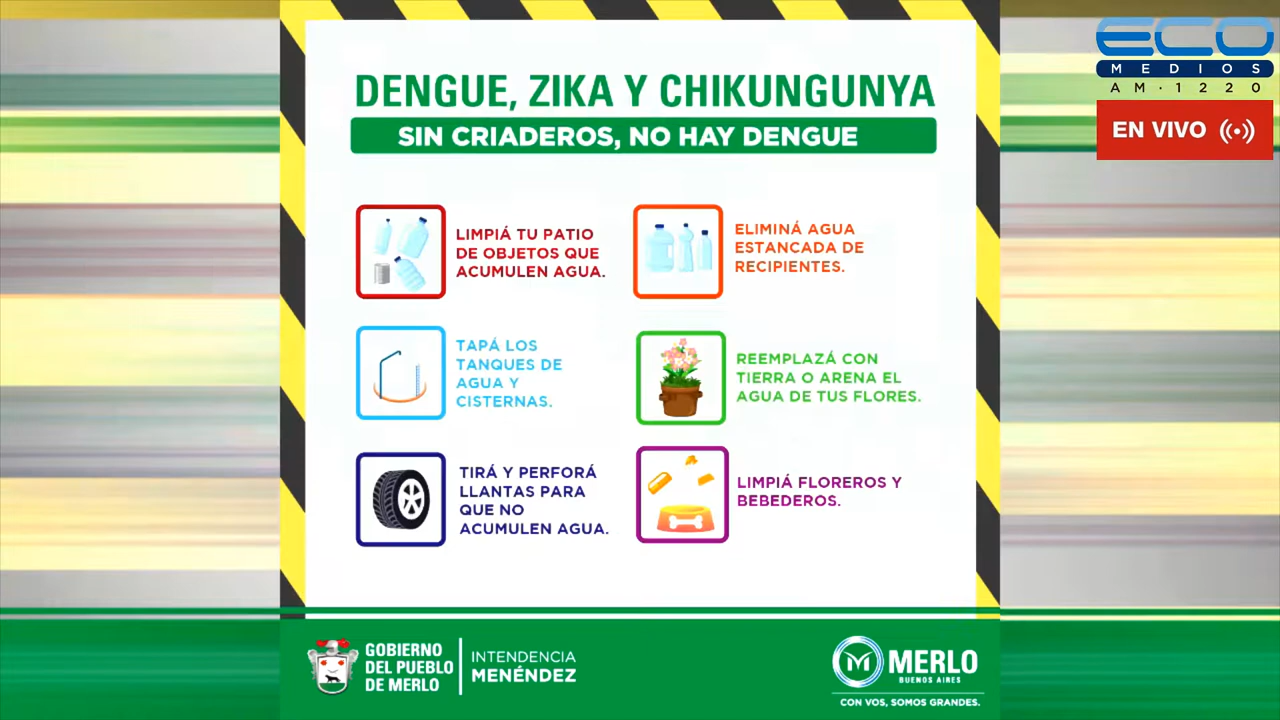 ECO
MEDIOS
AM·1220
EN VIVO
DENGUE, ZIKA Y CHIKUNGUNYA
SIN CRIADEROS, NO HAY DENGUE
LIMPIÁ TU PATIO
DE OBJETOS QUE
ACUMULEN AGUA.
ELIMINÁ AGUA
ESTANCADA DE
RECIPIENTES.
TAPÁ LOS
TANQUES DE
AGUA Y
CISTERNAS.
REEMPLAZÁ CON
TIERRA O ARENA EL
AGUA DE TUS FLORES.
TIRÁ Y PERFORÁ
LLANTAS PARA
QUE NO
ACUMULEN AGUA.
LIMPIÁ FLOREROS Y
BEBEDEROS.
GOBIERNO
DEL PUEBLO
DE MERLO
INTENDENCIA
MENÉNDEZ
MERLO
BUENOS AIRES
CON VOS, SOMOS GRANDES.